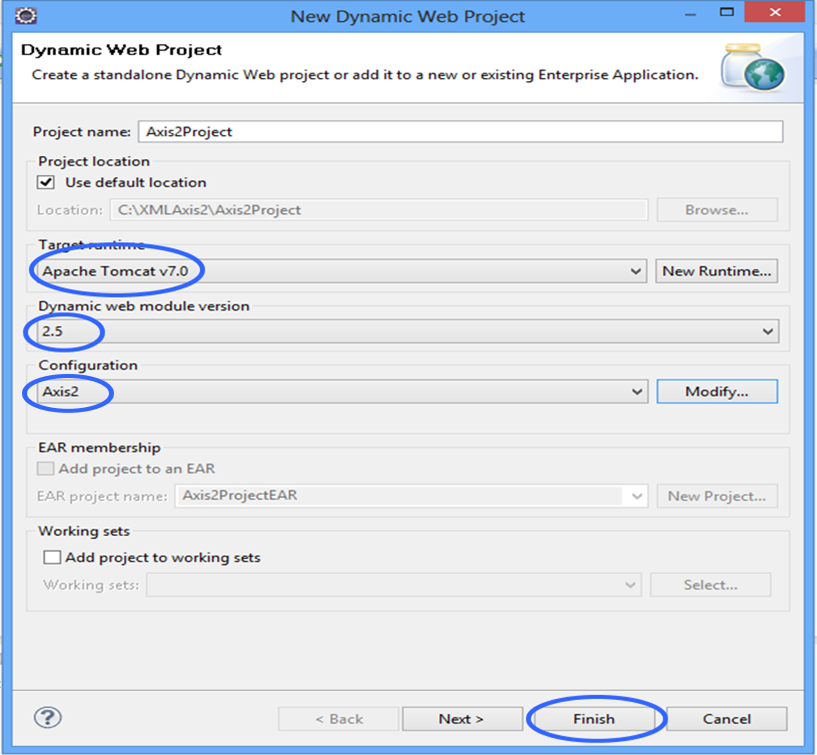 New Dynamic Web Project
Dynamic Web Project
Create a standalone Dynamic Web project or add it to a new or existing Enterprise Application.
Project name: Axis2Project
Project location
Use default location
Location: C:\XMLAxis2\Axis2Project Browse...
Target runtime
Apache Tomcat v7.0 New Runtime...
Dynamic web module version
2.5
Configuration
Axis2 Modify...
EAR membership
Add project to an EAR
EAR project name: Axis2ProjectEAR New Project...
Working sets
Add project to working sets
Working sets: Select...
? < Back Next > Finish Cancel